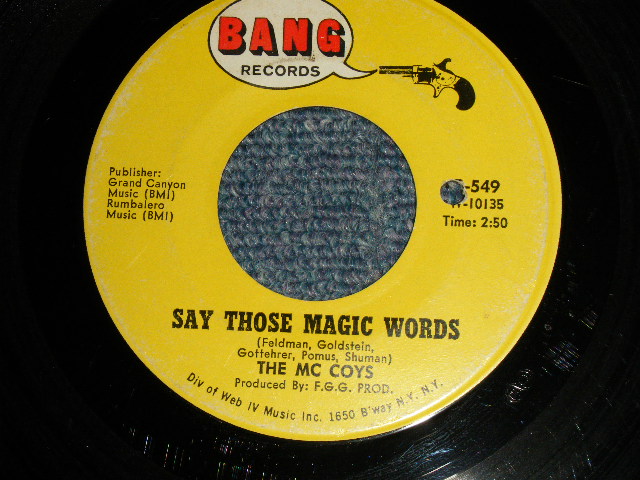 BANG
RECORDS
Publisher:
Grand Canyon
Music (BMI)
Rumbalero
Music (BMI)
-549
-10135
Time: 2:50
SAY THOSE MAGIC WORDS
(Feldman, Goldstein,
Gottehrer, Pomus, Shuman)
THE MC COYS
Produced By: F.G.G. PROD.
Div of Web IV Music Inc. 1650 B'way N.Y. N.Y.